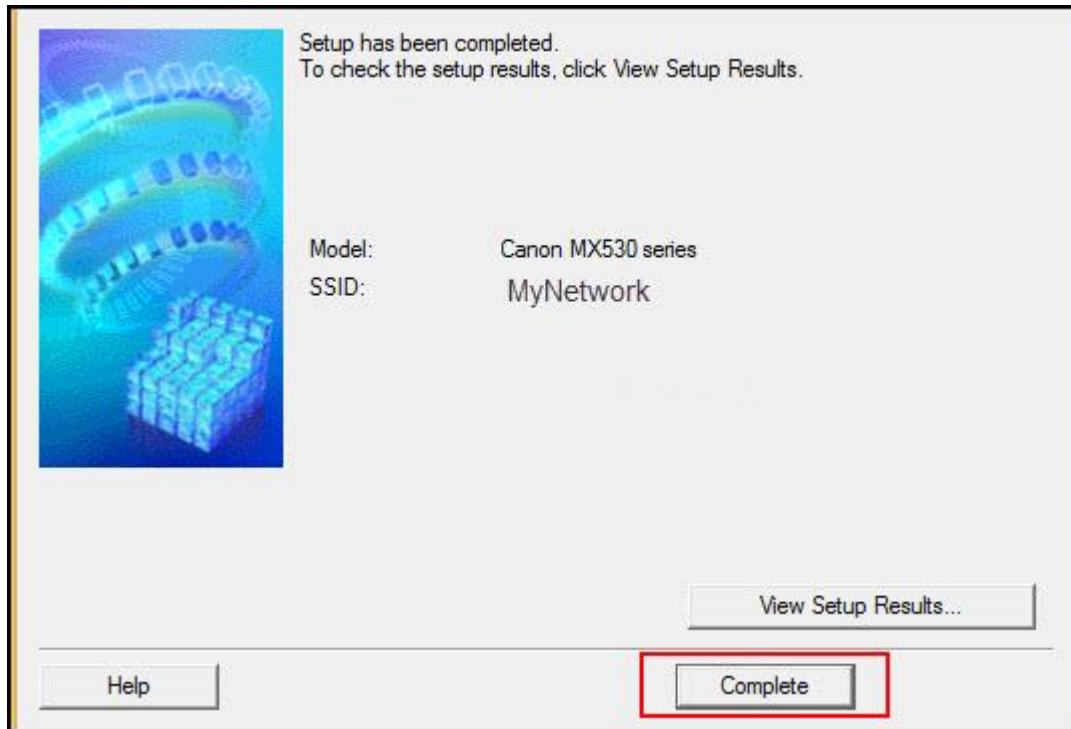 Setup has been completed.
To check the setup results, click View Setup Results.
Model: Canon MX530 series
SSID: MyNetwork
View Setup Results...
Help Complete